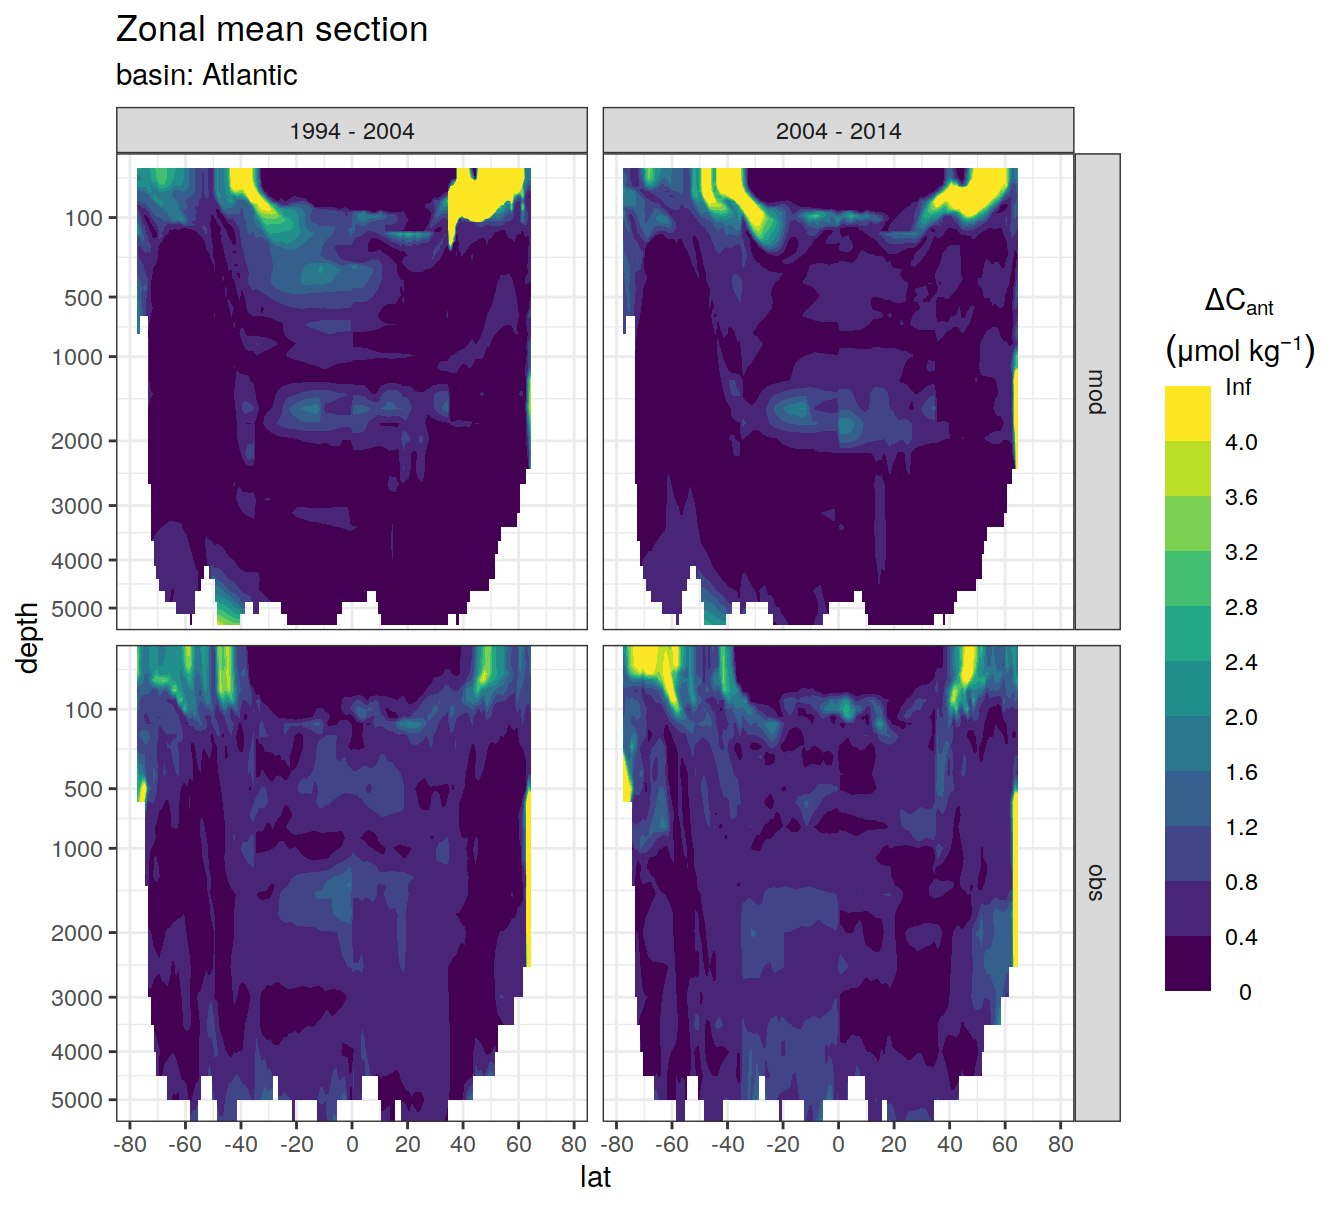 Zonal mean section
basin: Atlantic
1994 - 2004
2004 - 2014
100
500
1000
2000
3000
4000
5000
mod
100
500
1000
2000
3000
4000
5000
obs
depth
-80 -60 -40 -20 0 20 40 60 80
-80 -60 -40 -20 0 20 40 60 80
lat
ΔCant
(μmol kg⁻¹)
Inf
4.0
3.6
3.2
2.8
2.4
2.0
1.6
1.2
0.8
0.4
0